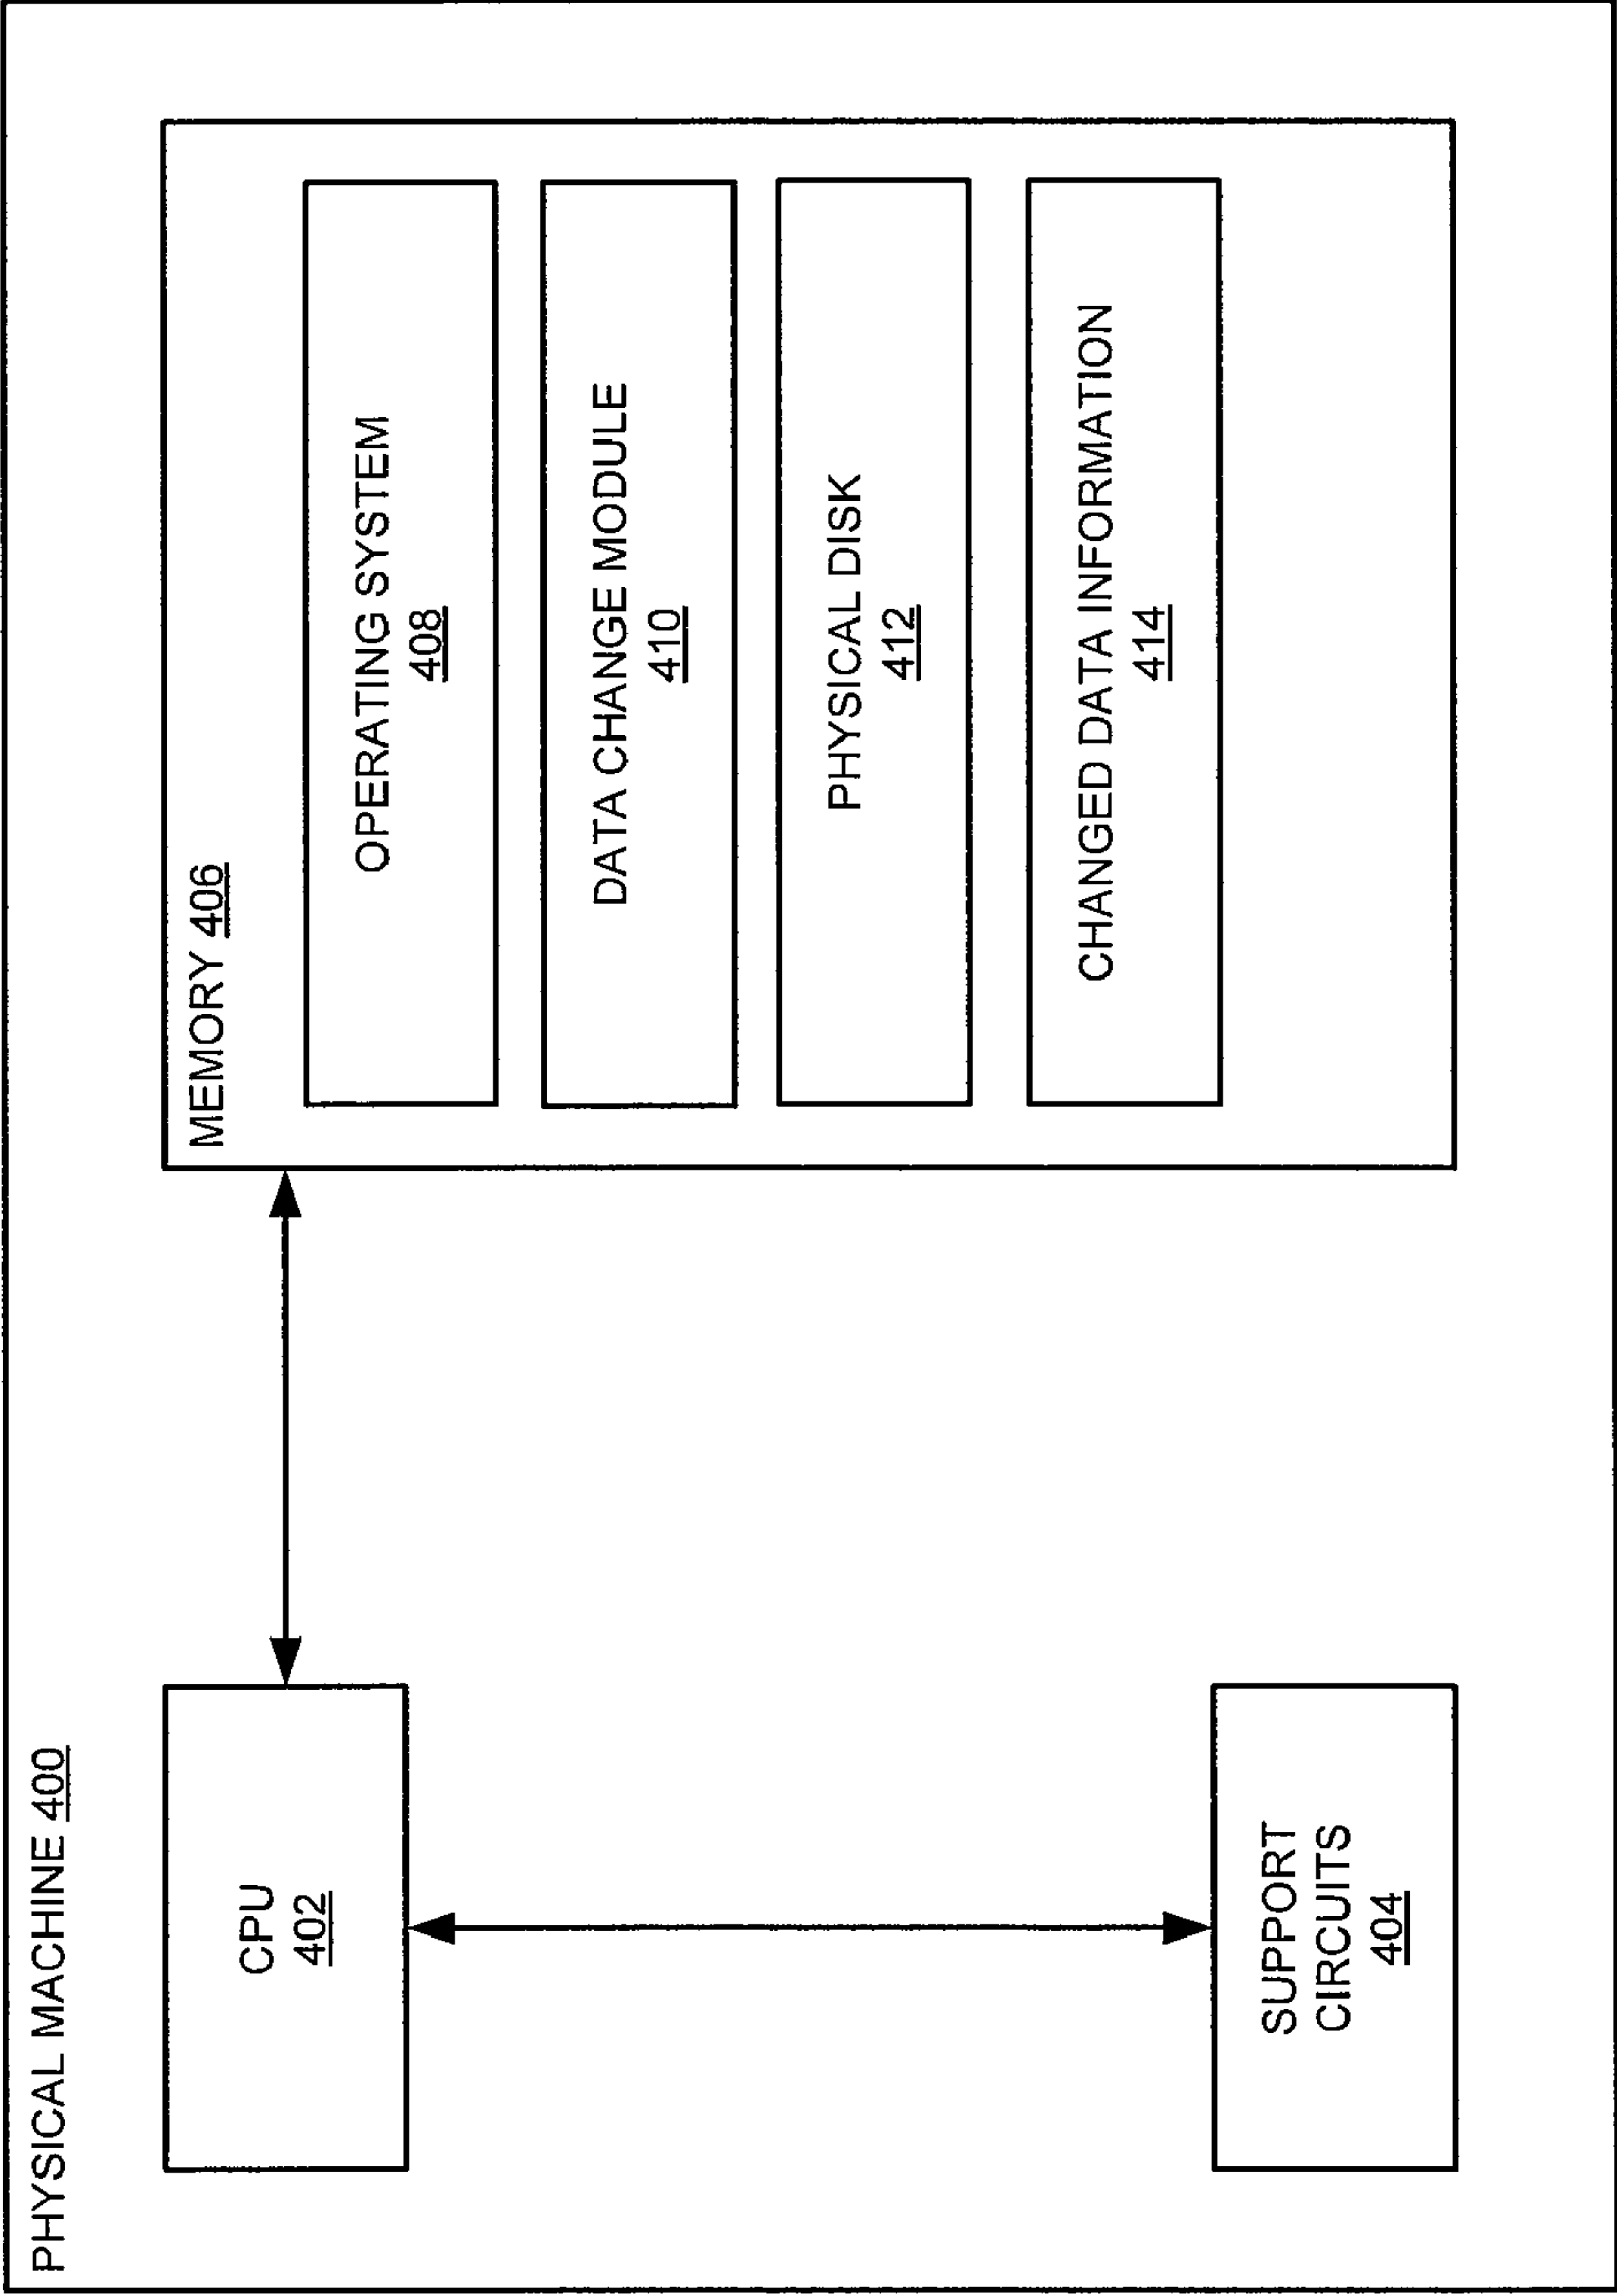 PHYSICAL MACHINE 400
CPU
402
SUPPORT
CIRCUITS
404
MEMORY 406
OPERATING SYSTEM
408
DATA CHANGE MODULE
410
PHYSICAL DISK
412
CHANGED DATA INFORMATION
414